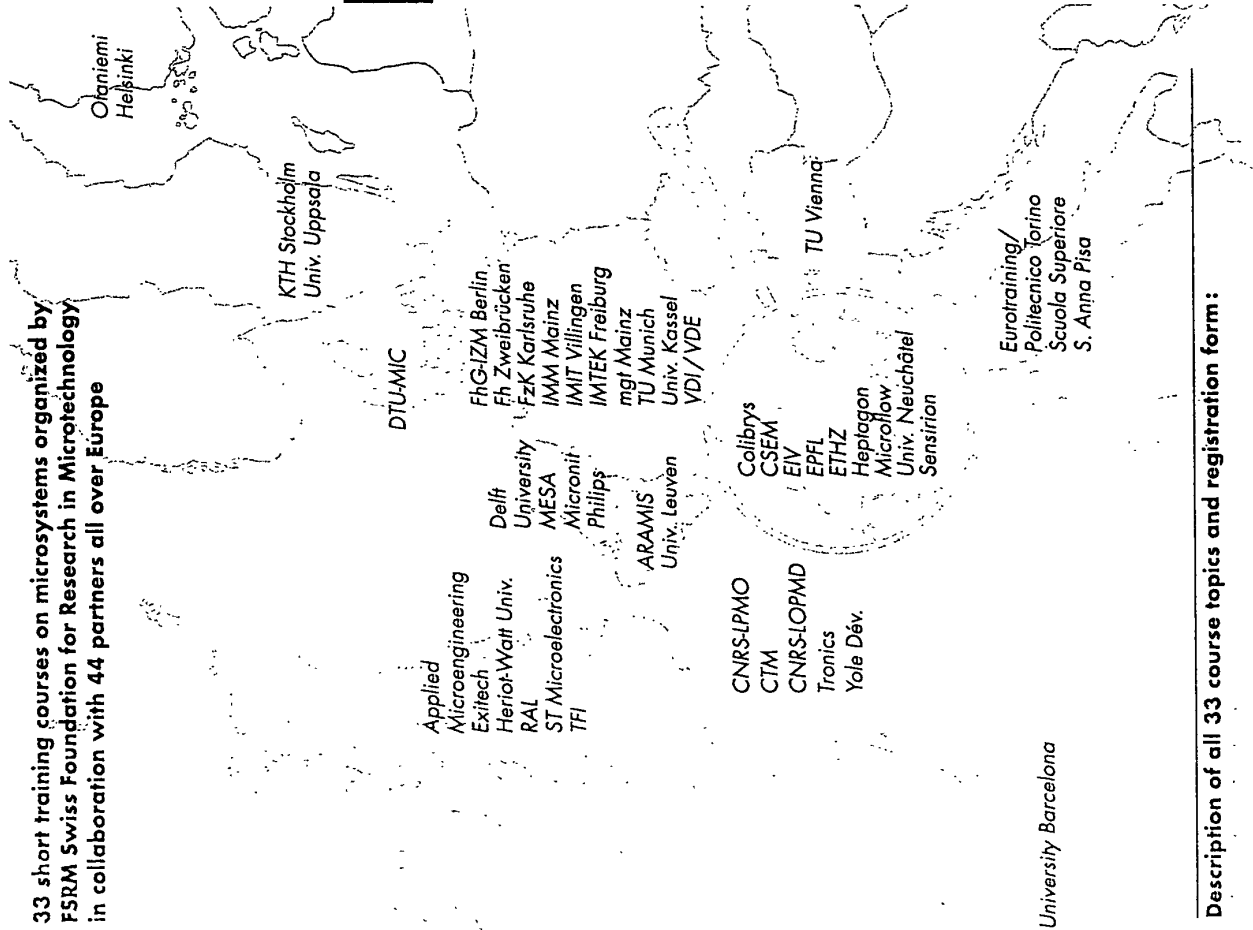 33 short training courses on microsystems organized by
FSRM Swiss Foundation for Research in Microtechnology
in collaboration with 44 partners all over Europe
Otaniemi
Helsinki
KTH Stockholm
Univ. Uppsala
DTU-MIC
Applied
Microengineering
Exitech
Heriot-Watt Univ.
RAL
ST Microelectronics
TFI
Delft
University
MESA
Micronit
Philips
ARAMIS
Univ. Leuven
FhG-IZM Berlin
Fh Zweibrücken
FzK Karlsruhe
IMM Mainz
IMIT Villingen
IMTEK Freiburg
mgt Mainz
TU Munich
Univ. Kassel
VDI/VDE
CNRS-LPMO
CTM
CNRS-LOPMD
Tronics
Yole Dév.
Colibrys
CSEM
EIV
EPFL
ETHZ
Heptagon
Microflow
Univ. Neuchâtel
Sensirion
TU Vienna
University Barcelona
Eurotraining/
Politecnico Torino
Scuola Superiore
S. Anna Pisa
Description of all 33 course topics and registration form: